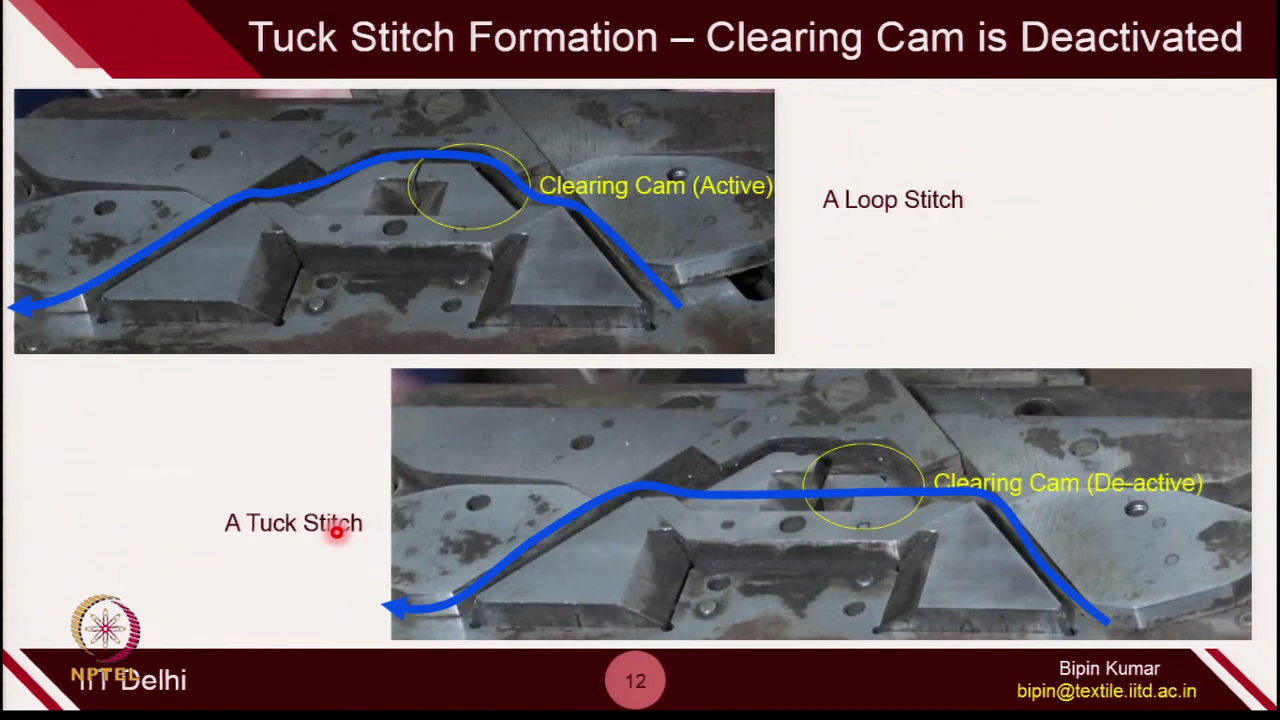 Tuck Stitch Formation – Clearing Cam is Deactivated
Clearing Cam (Active)
A Loop Stitch
Clearing Cam (De-active)
A Tuck Stitch
NPTEL
IIT Delhi
12
Bipin Kumar
bipin@textile.iitd.ac.in